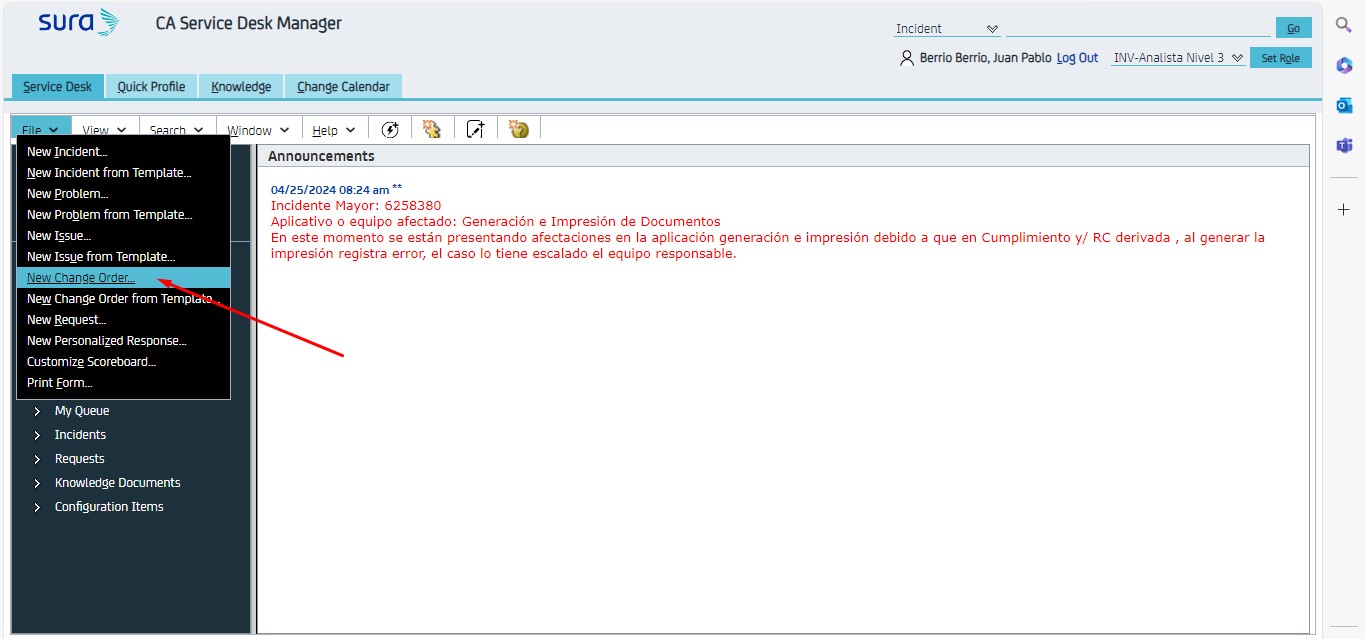 sura
CA Service Desk Manager
Incident
Go
Berrio Berrio, Juan Pablo Log Out
INV-Analista Nivel 3
Set Role
Service Desk
Quick Profile
Knowledge
Change Calendar
File
View
Search
Window
Help
New Incident...
New Incident from Template...
New Problem...
New Problem from Template...
New Issue...
New Issue from Template...
New Change Order...
New Change Order from Template...
New Request...
New Personalized Response...
Customize Scoreboard...
Print Form...
My Queue
Incidents
Requests
Knowledge Documents
Configuration Items
Announcements
04/25/2024 08:24 am **
Incidente Mayor: 6258380
Aplicativo o equipo afectado: Generación e Impresión de Documentos
En este momento se están presentando afectaciones en la aplicación generación e impresión debido a que en Cumplimiento y/ RC derivada , al generar la
impresión registra error, el caso lo tiene escalado el equipo responsable.